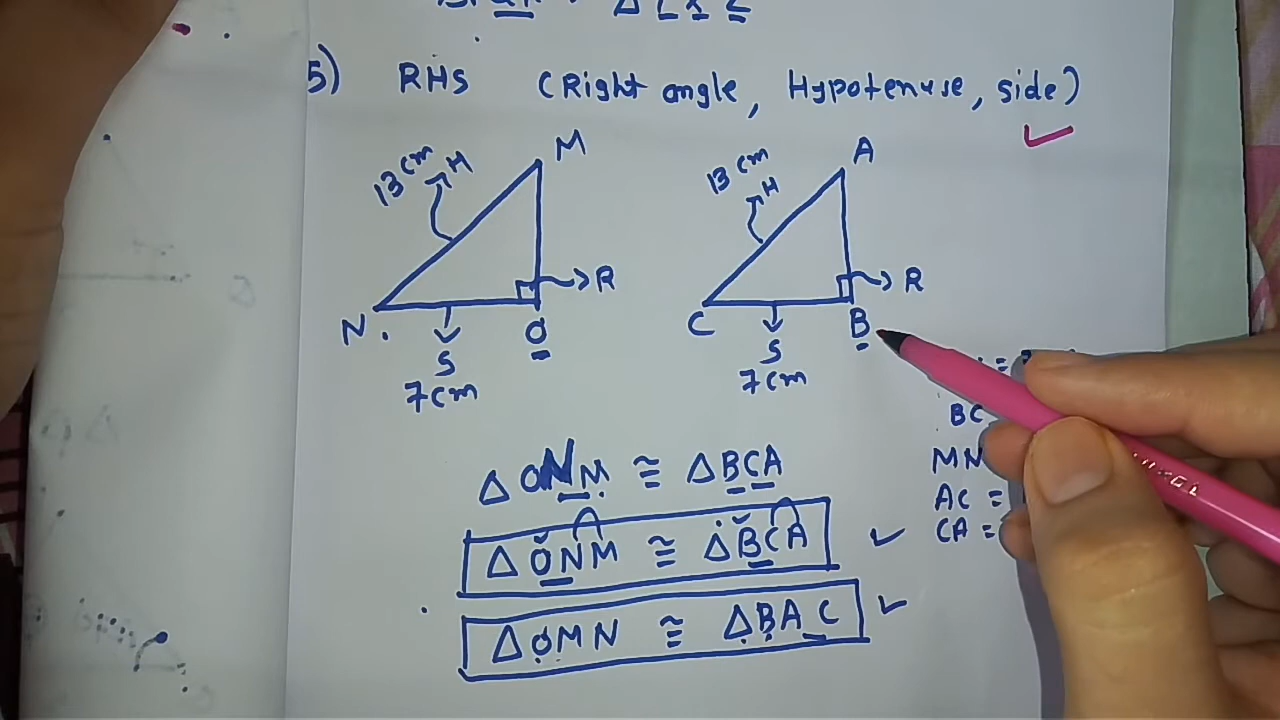 5) RHS (Right angle, Hypotenuse, side)
M
13 cm
H
R
N.
O
S
7cm
A
13 cm
H
R
C
B
S
7cm
BC
MN
AC =
CA =
△ ONM ≅ △BCA
△ ONM ≅ △BCA
△OMN ≅ △BAC